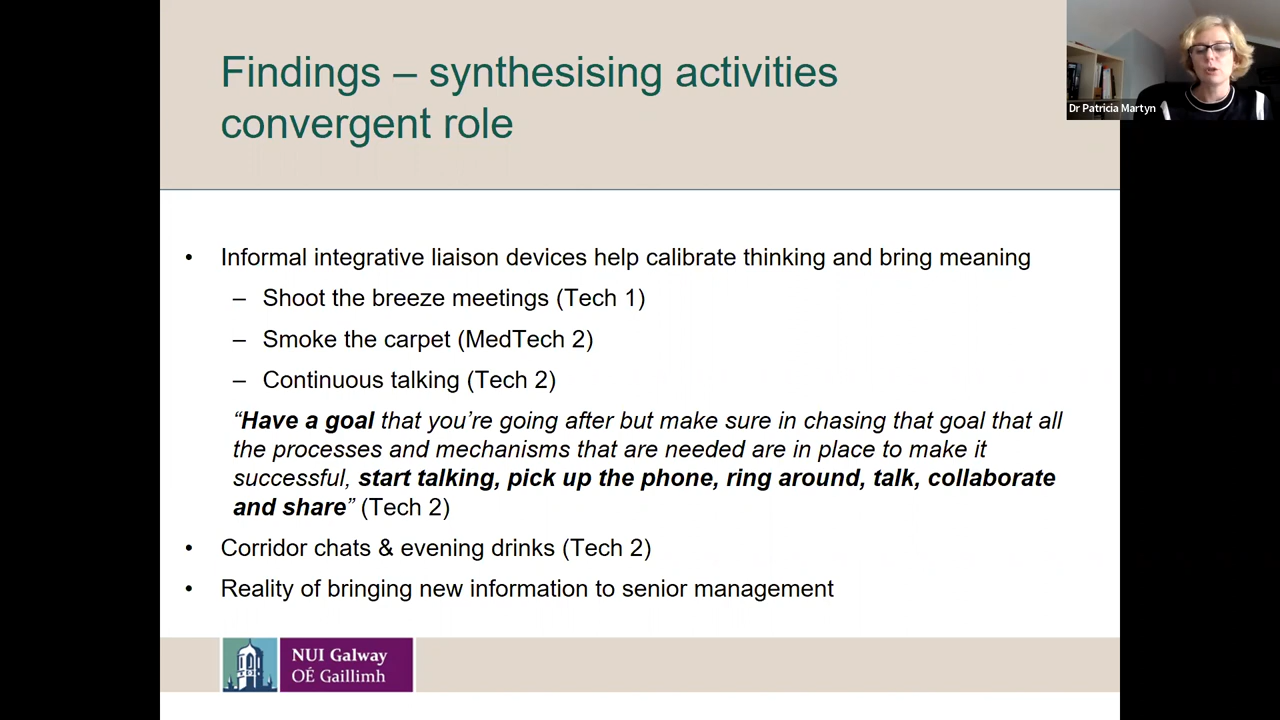 Findings – synthesising activities
convergent role
Dr Patricia Martyn
• Informal integrative liaison devices help calibrate thinking and bring meaning
– Shoot the breeze meetings (Tech 1)
– Smoke the carpet (MedTech 2)
– Continuous talking (Tech 2)
“Have a goal that you’re going after but make sure in chasing that goal that all
the processes and mechanisms that are needed are in place to make it
successful, start talking, pick up the phone, ring around, talk, collaborate
and share” (Tech 2)
• Corridor chats & evening drinks (Tech 2)
• Reality of bringing new information to senior management
NUI Galway
OÉ Gaillimh